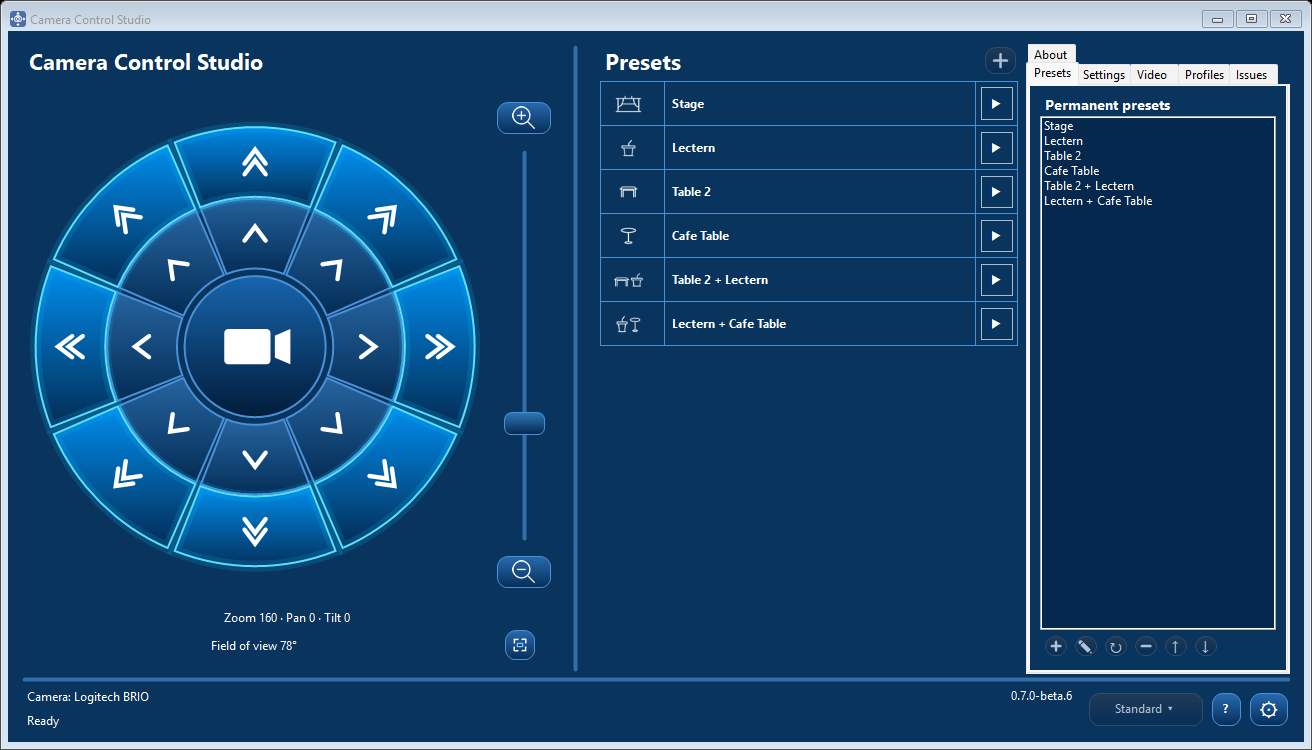 Camera Control Studio
Camera Control Studio
Zoom 160 · Pan 0 · Tilt 0
Field of view 78°
Presets
Stage
Lectern
Table 2
Cafe Table
Table 2 + Lectern
Lectern + Cafe Table
About
Presets Settings Video Profiles Issues
Permanent presets
Stage
Lectern
Table 2
Cafe Table
Table 2 + Lectern
Lectern + Cafe Table
Camera: Logitech BRIO
Ready
0.7.0-beta.6
Standard
?